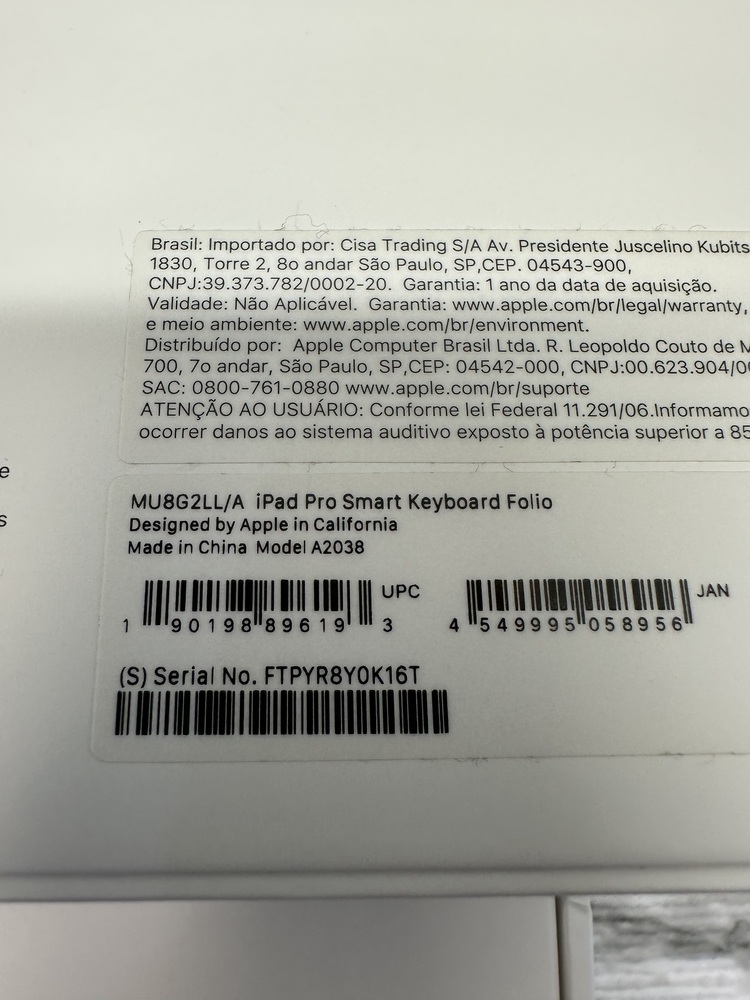 Brasil: Importado por: Cisa Trading S/A Av. Presidente Juscelino Kubits
1830, Torre 2, 8o andar São Paulo, SP,CEP. 04543-900,
CNPJ:39.373.782/0002-20. Garantia: 1 ano da data de aquisição.
Validade: Não Aplicável. Garantia: www.apple.com/br/legal/warranty,
e meio ambiente: www.apple.com/br/environment.
Distribuído por: Apple Computer Brasil Ltda. R. Leopoldo Couto de M
700, 7o andar, São Paulo, SP,CEP: 04542-000, CNPJ:00.623.904/00
SAC: 0800-761-0880 www.apple.com/br/suporte
ATENÇÃO AO USUÁRIO: Conforme lei Federal 11.291/06.Informamo
ocorrer danos ao sistema auditivo exposto à potência superior a 85
e
s
MU8G2LL/A iPad Pro Smart Keyboard Folio
Designed by Apple in California
Made in China Model A2038
UPC
1 90198 89619 3
JAN
4 549995 058956
(S) Serial No. FTPYR8Y0K16T